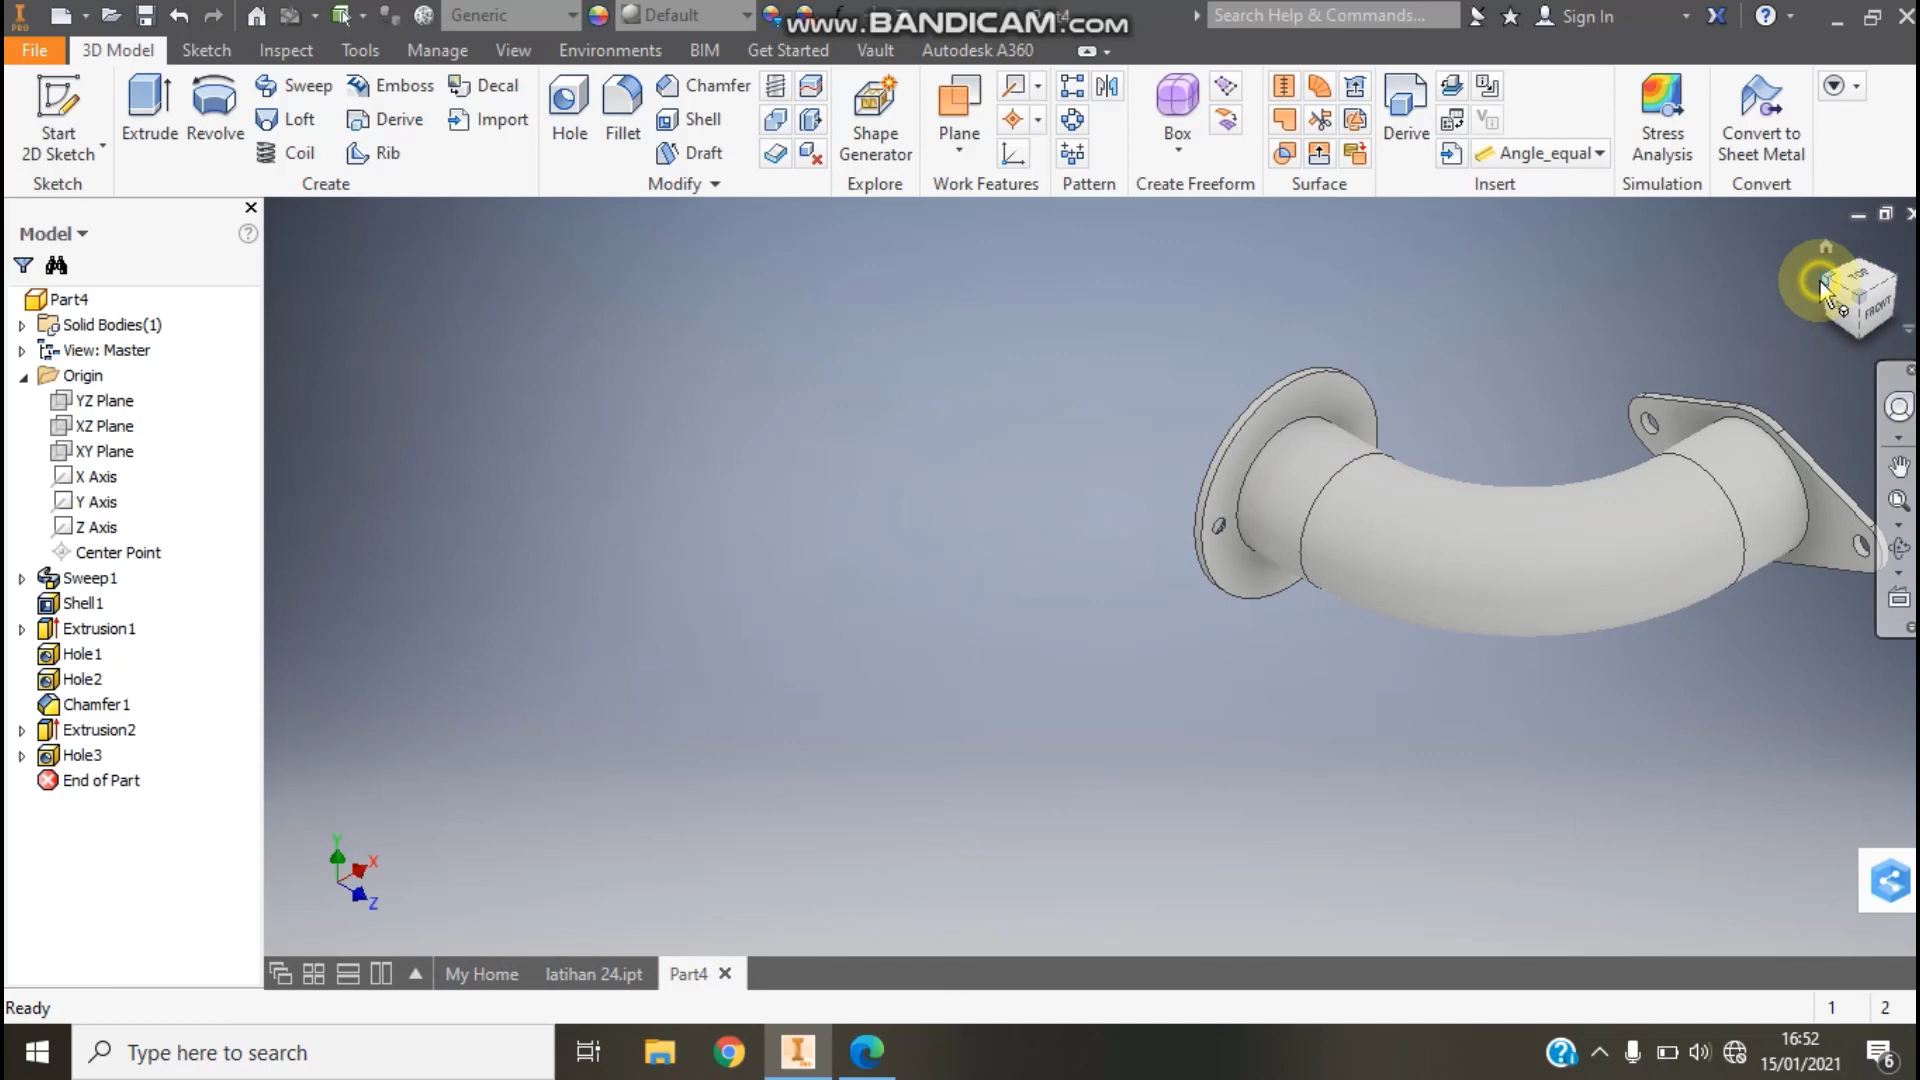 Generic
Default
www.BANDICAM.com
Search Help & Commands...
Sign In
PRO
File
3D Model
Sketch
Inspect
Tools
Manage
View
Environments
BIM
Get Started
Vault
Autodesk A360
Start
2D Sketch
Extrude
Revolve
Sweep
Loft
Coil
Emboss
Derive
Rib
Decal
Import
Hole
Fillet
Chamfer
Shell
Draft
Shape
Generator
Plane
Box
Derive
Angle_equal
Stress
Analysis
Convert to
Sheet Metal
Sketch
Create
Modify
Explore
Work Features
Pattern
Create Freeform
Surface
Insert
Simulation
Convert
Model
Part4
Solid Bodies(1)
View: Master
Origin
YZ Plane
XZ Plane
XY Plane
X Axis
Y Axis
Z Axis
Center Point
Sweep1
Shell1
Extrusion1
Hole1
Hole2
Chamfer1
Extrusion2
Hole3
End of Part
TOP
FRONT
Y
X
Z
My Home
latihan 24.ipt
Part4
Ready
1
2
Type here to search
16:52
15/01/2021
6